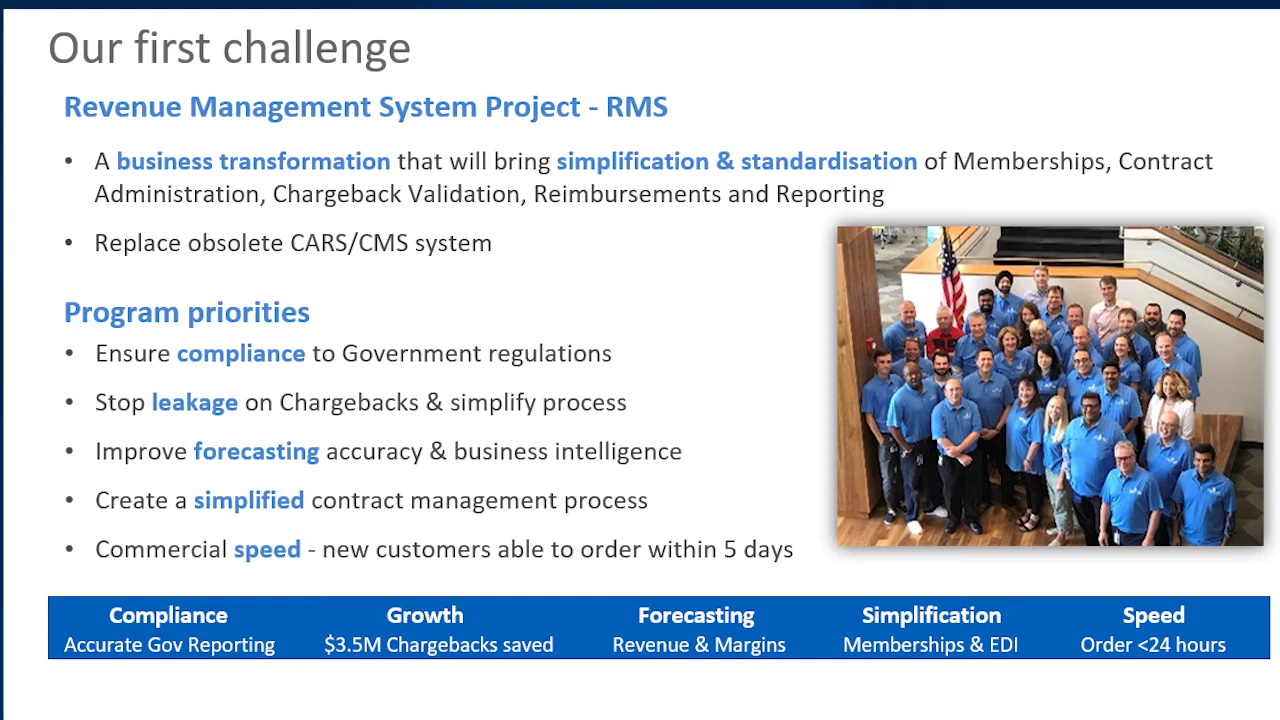 Our first challenge
Revenue Management System Project - RMS
• A business transformation that will bring simplification & standardisation of Memberships, Contract
Administration, Chargeback Validation, Reimbursements and Reporting
• Replace obsolete CARS/CMS system
Program priorities
• Ensure compliance to Government regulations
• Stop leakage on Chargebacks & simplify process
• Improve forecasting accuracy & business intelligence
• Create a simplified contract management process
• Commercial speed - new customers able to order within 5 days
Compliance Growth Forecasting Simplification Speed
Accurate Gov Reporting $3.5M Chargebacks saved Revenue & Margins Memberships & EDI Order <24 hours